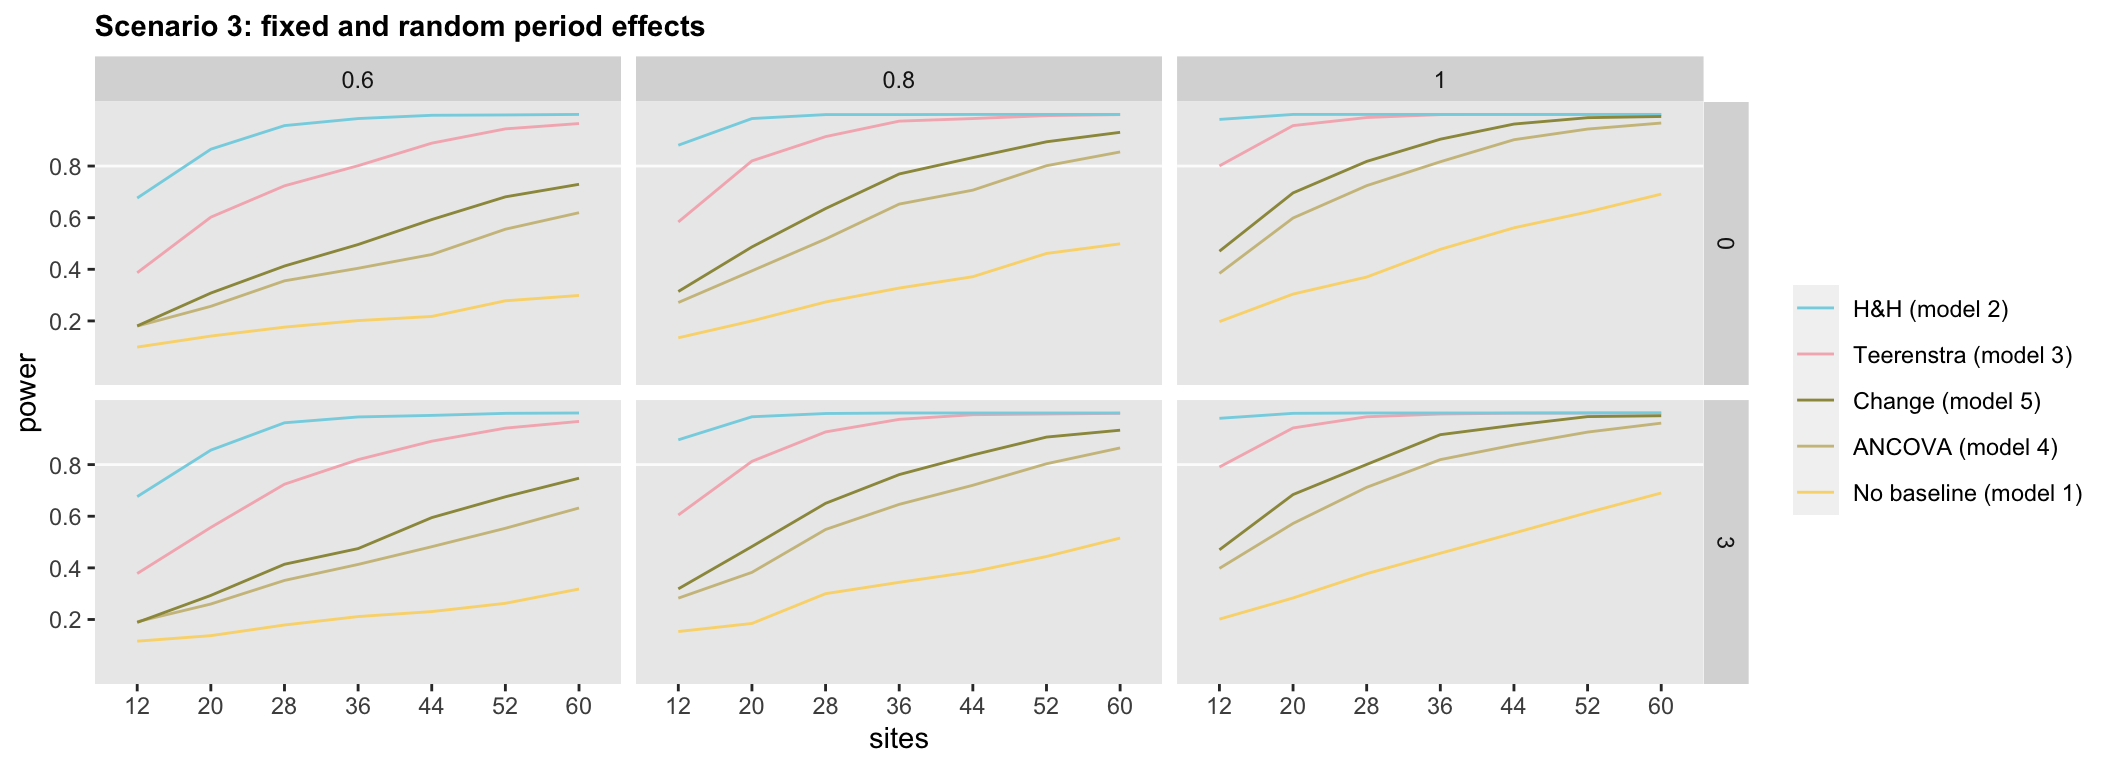 Scenario 3: fixed and random period effects
0.6 0.8 1
0.8
0.6
0.4
0.2
0
0.8
0.6
0.4
0.2
3
power
12 20 28 36 44 52 60 12 20 28 36 44 52 60 12 20 28 36 44 52 60
sites
H&H (model 2)
Teerenstra (model 3)
Change (model 5)
ANCOVA (model 4)
No baseline (model 1)